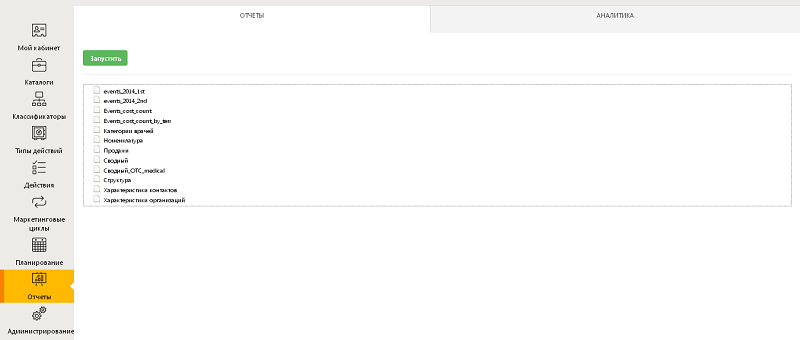 ОТЧЕТЫ
АНАЛИТИКА
Мой кабинет
Каталоги
Классификаторы
Типы действий
Действия
Маркетинговые
циклы
Планирование
Отчеты
Администрирование
Запустить
events_2014_1st
events_2014_2nd
Events_cost_count
Events_cost_count_by_terr
Категории врачей
Номенклатура
Продажи
Сводный
Сводный_OTC_medical
Структура
Характеристики контактов
Характеристики организаций